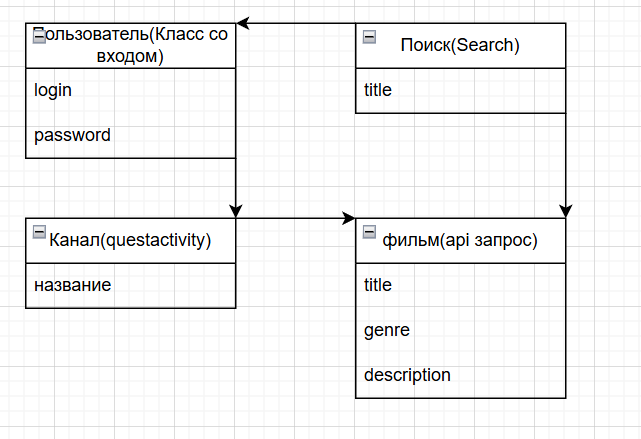 Пользователь(Класс со
входом)
login
password
Поиск(Search)
title
Канал(questactivity)
название
фильм(api запрос)
title
genre
description